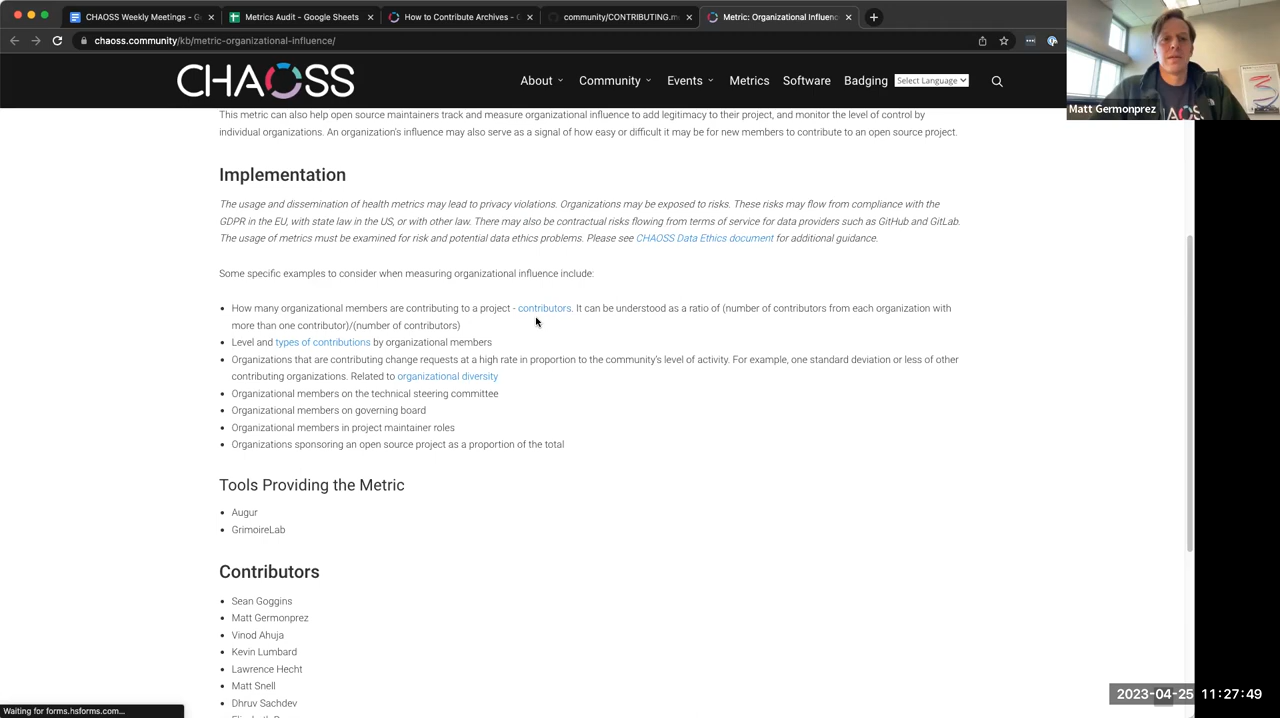 CHAOSS Weekly Meetings - G
Metrics Audit - Google Sheets
How to Contribute Archives - C
community/CONTRIBUTING.m
Metric: Organizational Influenc
chaoss.community/kb/metric-organizational-influence/
CHAOSS
About
Community
Events
Metrics
Software
Badging
Select Language
Matt Germonprez
This metric can also help open source maintainers track and measure organizational influence to add legitimacy to their project, and monitor the level of control by
individual organizations. An organization's influence may also serve as a signal of how easy or difficult it may be for new members to contribute to an open source project.
Implementation
The usage and dissemination of health metrics may lead to privacy violations. Organizations may be exposed to risks. These risks may flow from compliance with the
GDPR in the EU, with state law in the US, or with other law. There may also be contractual risks flowing from terms of service for data providers such as GitHub and GitLab.
The usage of metrics must be examined for risk and potential data ethics problems. Please see CHAOSS Data Ethics document for additional guidance.
Some specific examples to consider when measuring organizational influence include:
How many organizational members are contributing to a project - contributors. It can be understood as a ratio of (number of contributors from each organization with
more than one contributor)/(number of contributors)
Level and types of contributions by organizational members
Organizations that are contributing change requests at a high rate in proportion to the community's level of activity. For example, one standard deviation or less of other
contributing organizations. Related to organizational diversity
Organizational members on the technical steering committee
Organizational members on governing board
Organizational members in project maintainer roles
Organizations sponsoring an open source project as a proportion of the total
Tools Providing the Metric
Augur
GrimoireLab
Contributors
Sean Goggins
Matt Germonprez
Vinod Ahuja
Kevin Lumbard
Lawrence Hecht
Matt Snell
Dhruv Sachdev
2023-04-25 11:27:49
Waiting for forms.hsforms.com...